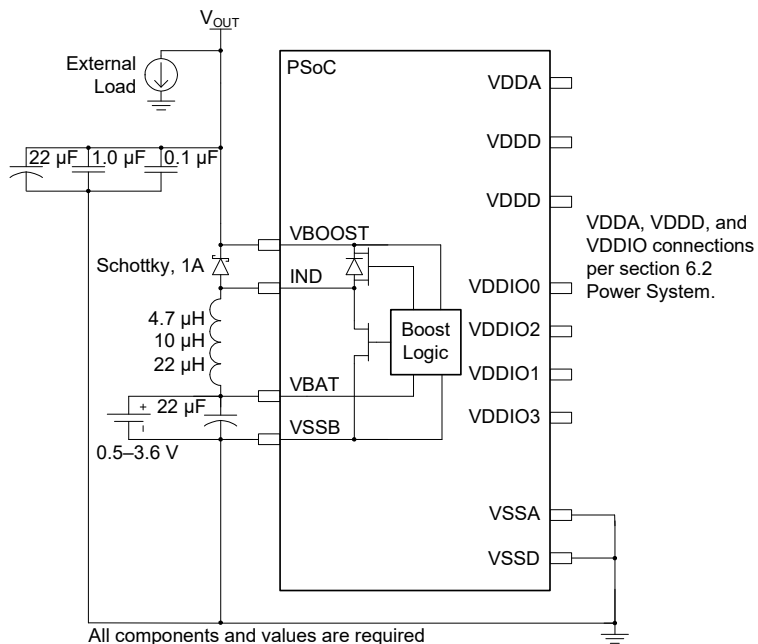 VOUT
External
Load
PSoC
VDDA
VDDD
22 µF
1.0 µF
0.1 µF
VDDD
VDDA, VDDD, and
VDDIO connections
per section 6.2
Power System.
VBOOST
Schottky, 1A
IND
VDDIO0
4.7 µH
10 µH
22 µH
Boost
Logic
VDDIO2
VBAT
VDDIO1
+
22 µF
-
VSSB
VDDIO3
0.5–3.6 V
VSSA
VSSD
All components and values are required